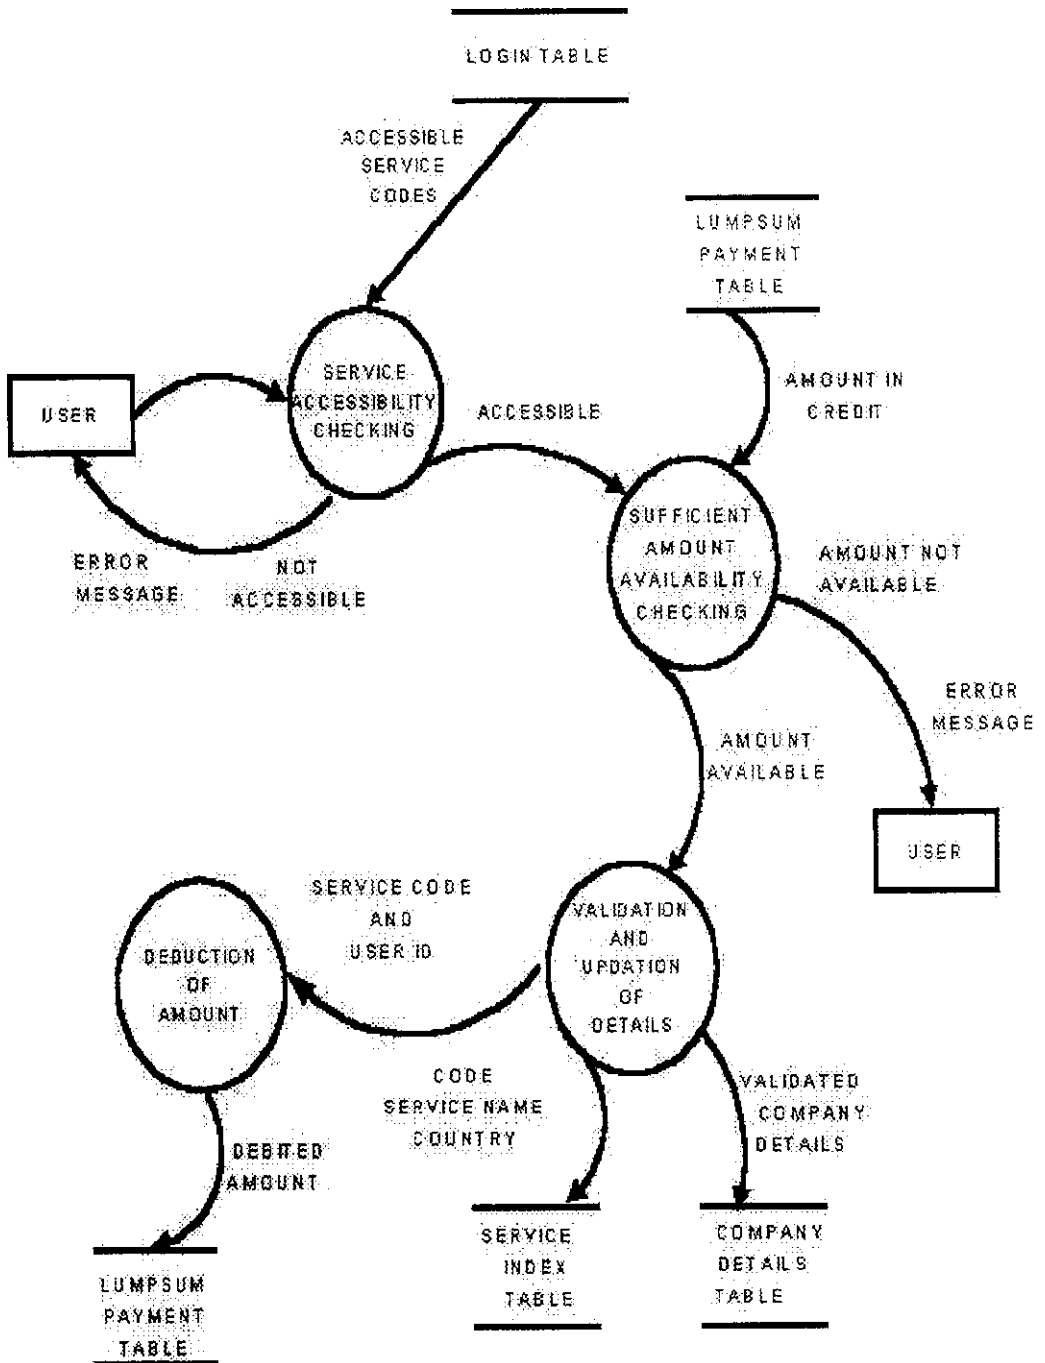 LOGIN TABLE
ACCESSIBLE
SERVICE
CODES
LUMPSUM
PAYMENT
TABLE
AMOUNT IN
CREDIT
USER
SERVICE
ACCESSIBILITY
CHECKING
ACCESSIBLE
ERROR
MESSAGE
NOT
ACCESSIBLE
SUFFICIENT
AMOUNT
AVAILABILITY
CHECKING
AMOUNT NOT
AVAILABLE
ERROR
MESSAGE
AMOUNT
AVAILABLE
USER
SERVICE CODE
AND
USER ID
VALIDATION
AND
UPDATION
OF
DETAILS
DEDUCTION
OF
AMOUNT
CODE
SERVICE NAME
COUNTRY
VALIDATED
COMPANY
DETAILS
DEBITED
AMOUNT
SERVICE
INDEX
TABLE
COMPANY
DETAILS
TABLE
LUMPSUM
PAYMENT
TABLE